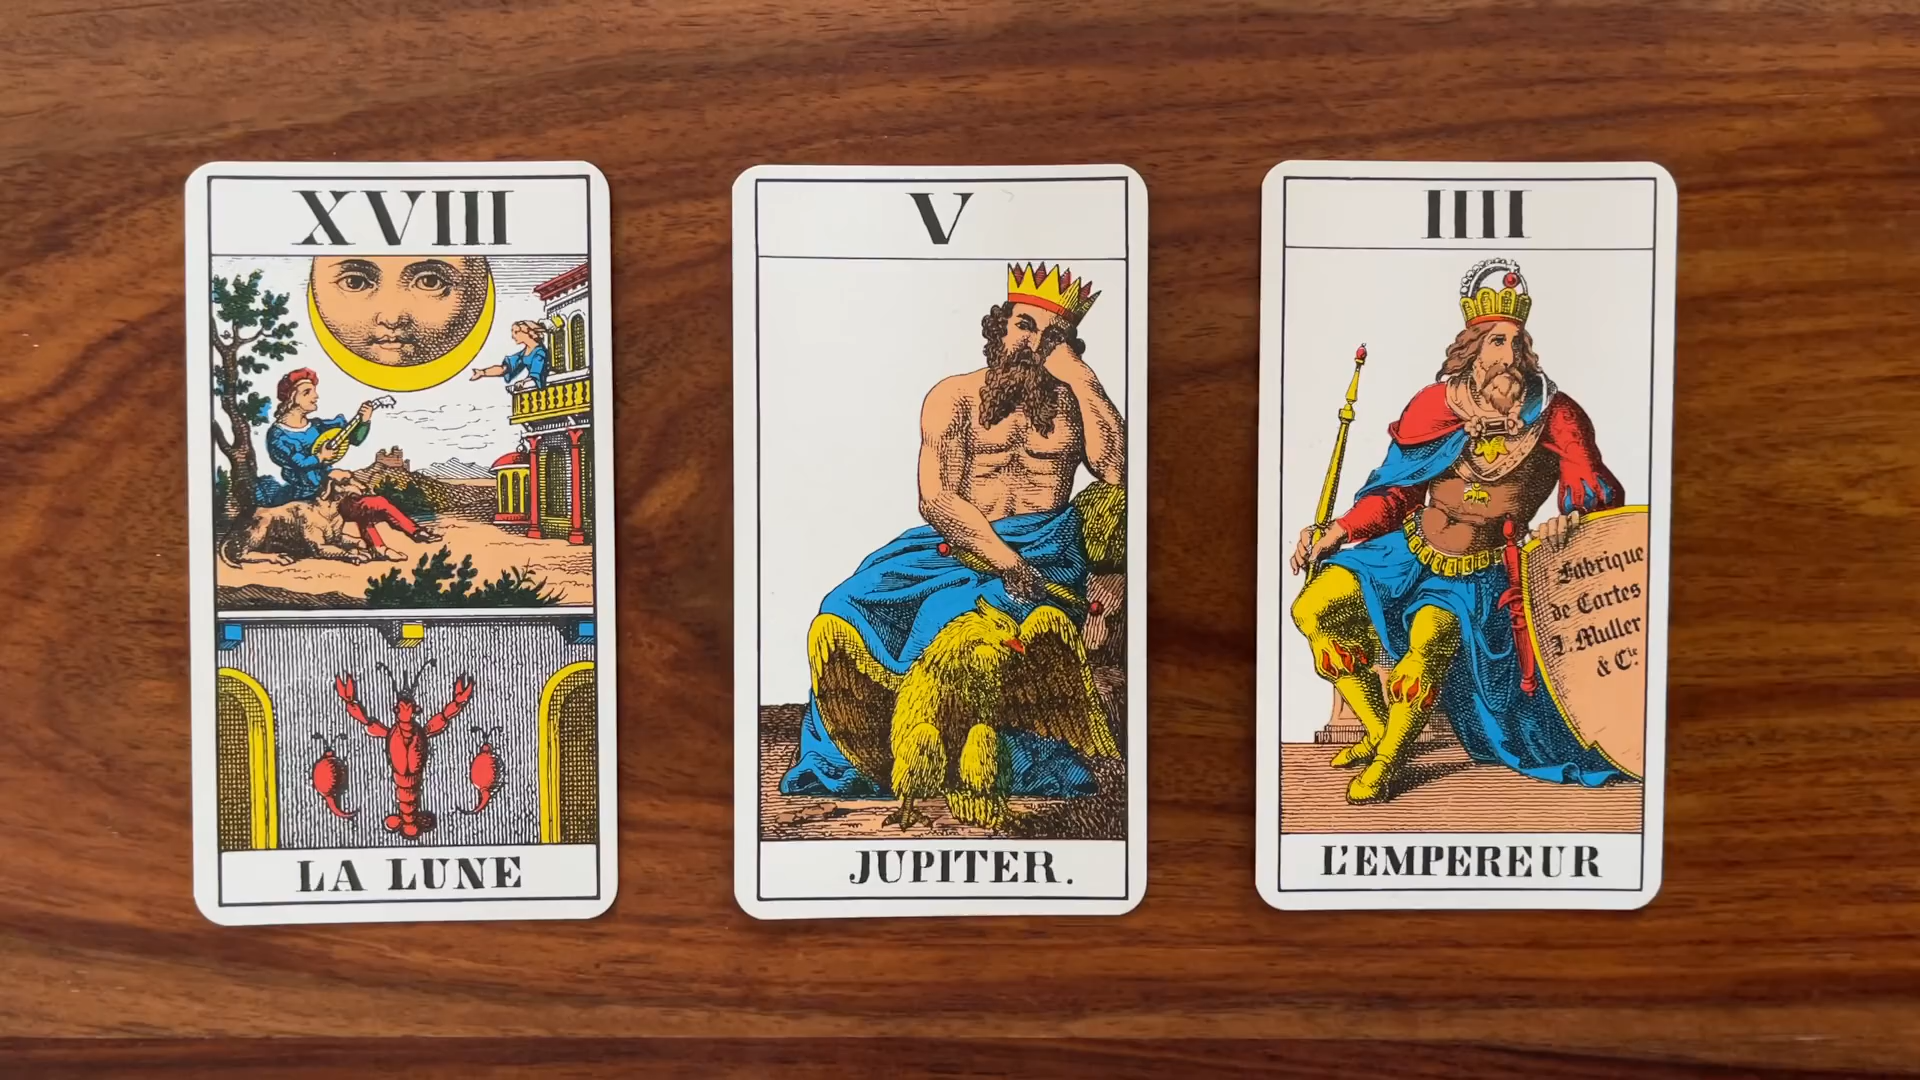 XVIII
LA LUNE
V
JUPITER.
IIII
Fabrique
de Cartes
J. Muller
& Cie.
L'EMPEREUR